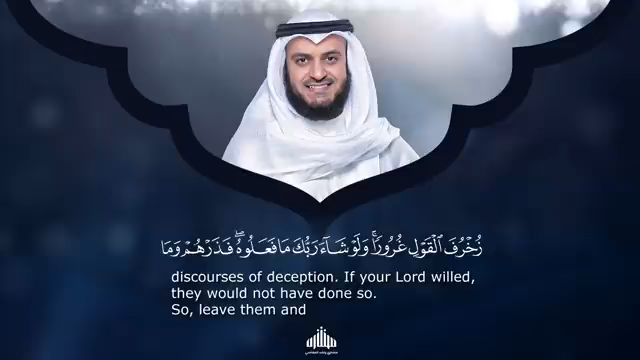 زُخْرُفَ ٱلْقَوْلِ غُرُورًاۚ وَلَوْ شَآءَ رَبُّكَ مَا فَعَلُوهُۖ فَذَرْهُمْ وَمَا
discourses of deception. If your Lord willed,
they would not have done so.
So, leave them and